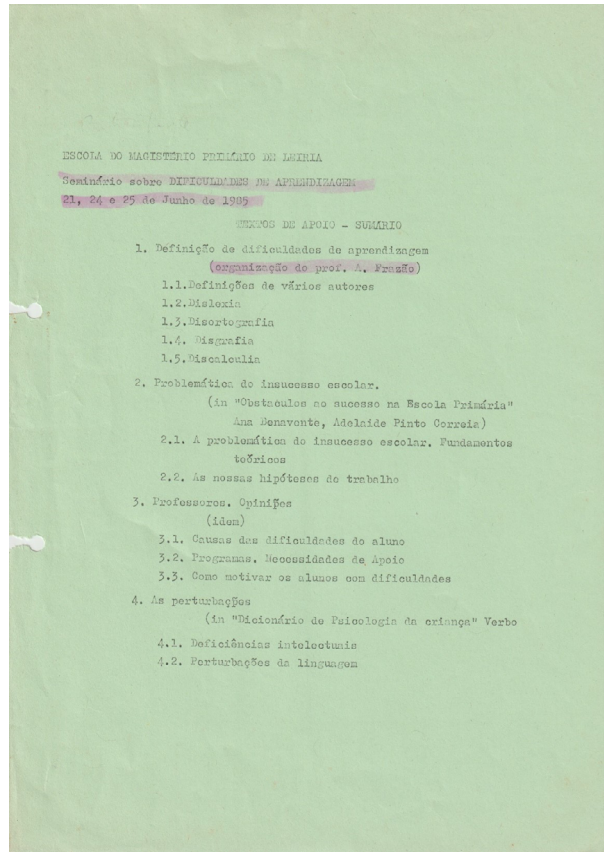 ESCOLA DO MAGISTÉRIO PRIMÁRIO DE LEIRIA
Seminário sobre DIFICULDADES DE APRENDIZAGEM
21, 24 e 25 de Junho de 1985
TEXTOS DE APOIO - SUMÁRIO
1. Definição de dificuldades de aprendizagem
(organização do prof. A. Frazão)
1.1.Definições de vários autores
1.2.Dislexia
1.3.Disortografia
1.4. Disgrafia
1.5.Discalculia
2. Problemática do insucesso escolar.
(in "Obstaculos ao sucesso na Escola Primária"
Ana Benavente, Adelaide Pinto Correia)
2.1. A problemática do insucesso escolar. Fundamentos
teóricos
2.2. As nossas hipóteses de trabalho
3. Professores. Opiniões
(idem)
3.1. Causas das dificuldades do aluno
3.2. Programas. Necessidades de Apoio
3.3. Como motivar os alunos com dificuldades
4. As perturbações
(in "Dicionário de Psicologia da criança" Verbo
4.1. Deficiências intelectuais
4.2. Perturbações da linguagem